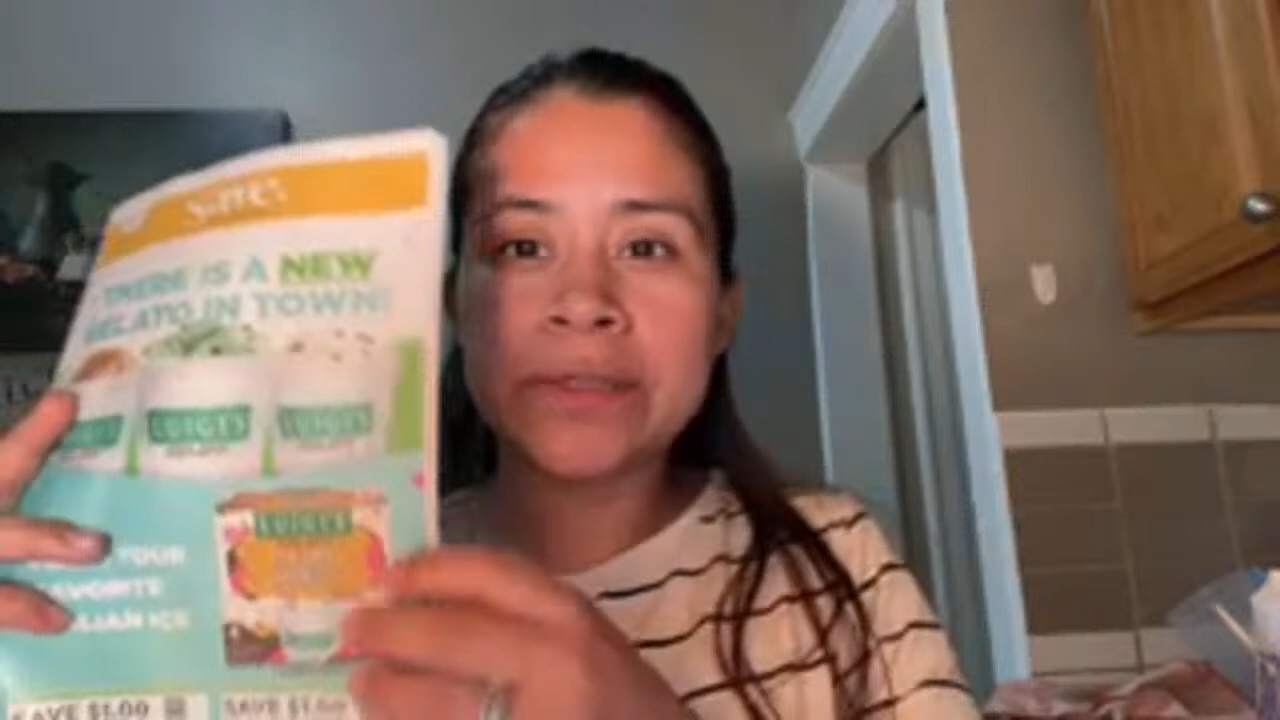 THERE IS A NEW
GELATO IN TOWN!
LUIGI'S
LUIGI'S
LUIGI'S
YOUR
FAVORITE
ITALIAN ICE
SAVE $1.00
SAVE $1.00